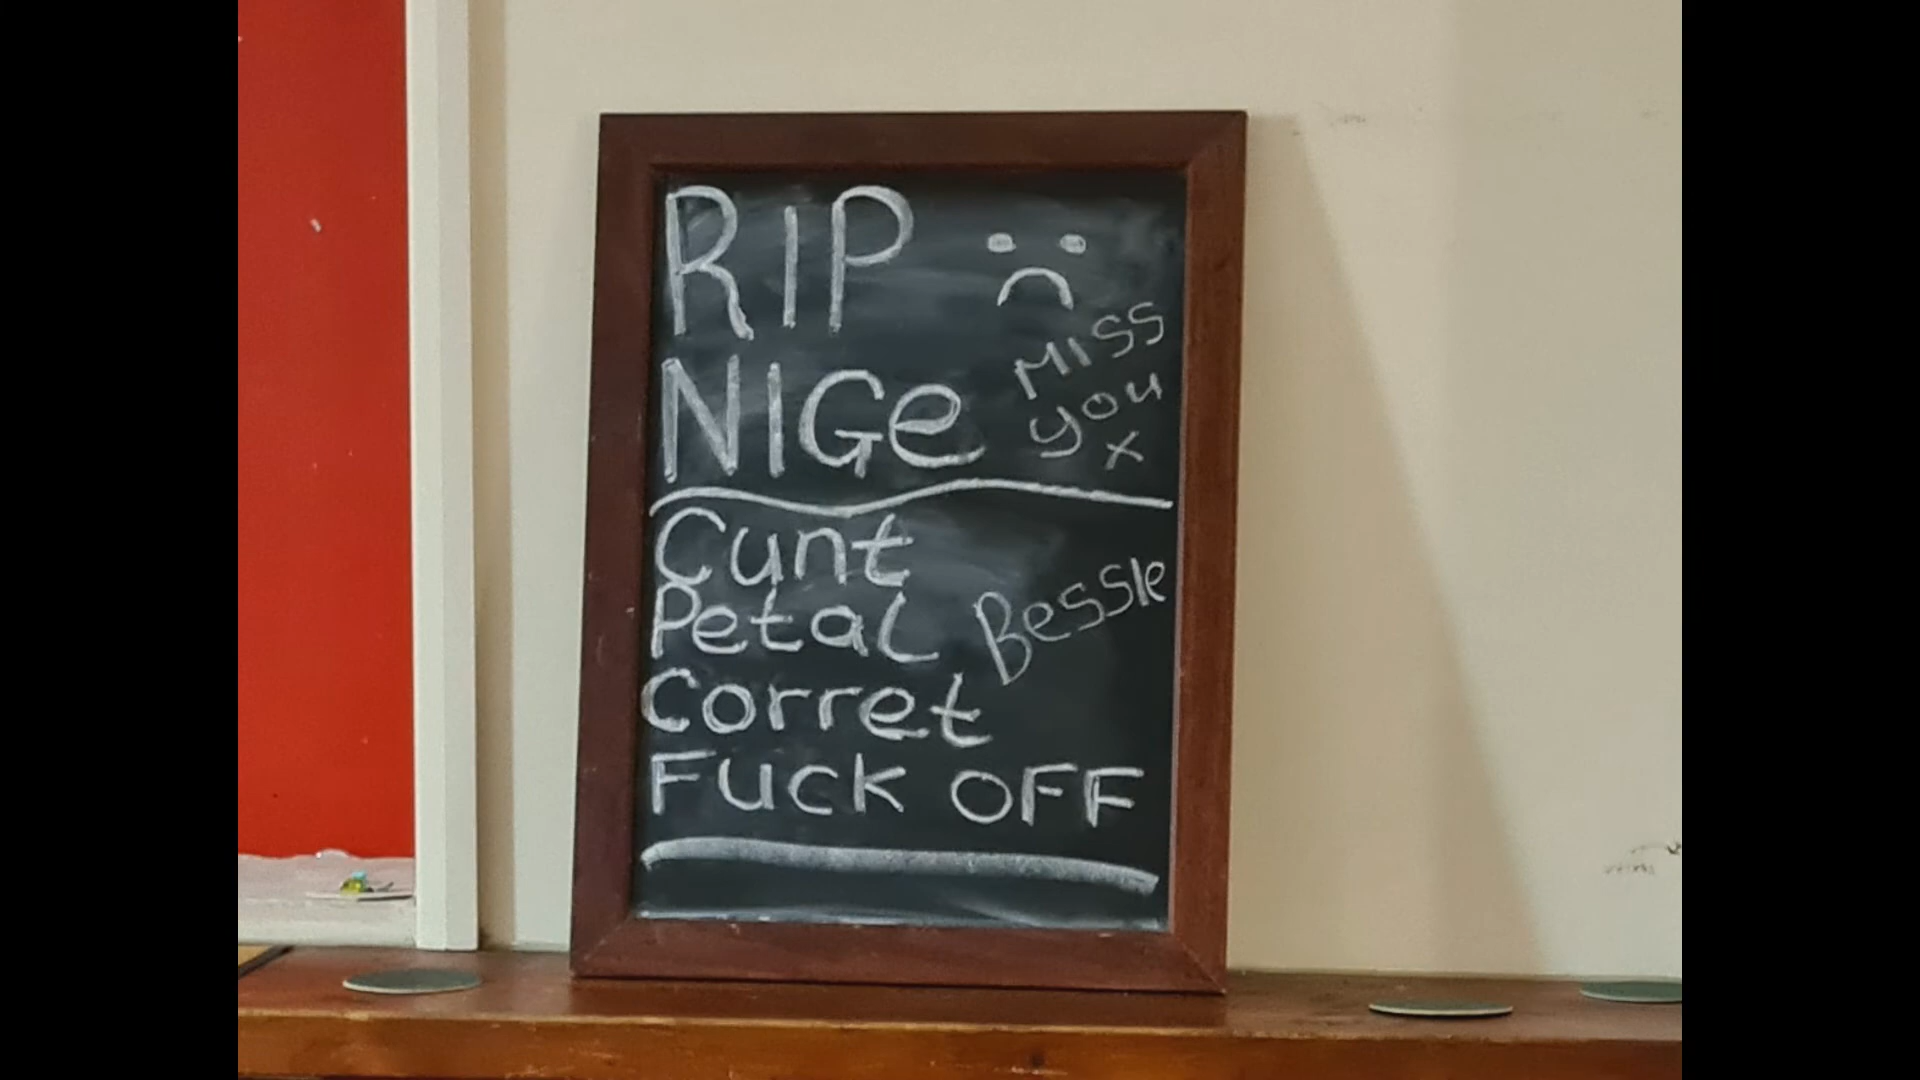 RIP
NIGe
MISS
you
x
Cunt
Petal
Bessie
Corret
Fuck OFF